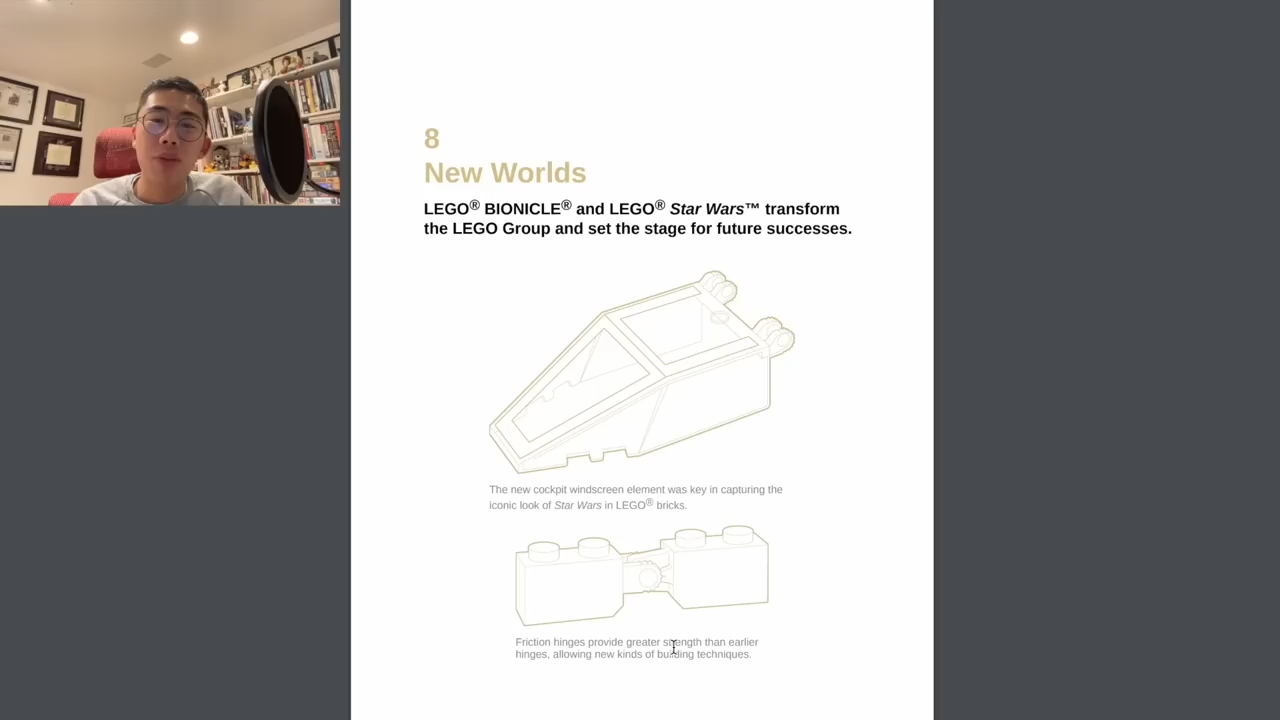 8
New Worlds
LEGO® BIONICLE® and LEGO® Star Wars™ transform
the LEGO Group and set the stage for future successes.
The new cockpit windscreen element was key in capturing the
iconic look of Star Wars in LEGO® bricks.
Friction hinges provide greater strength than earlier
hinges, allowing new kinds of building techniques.